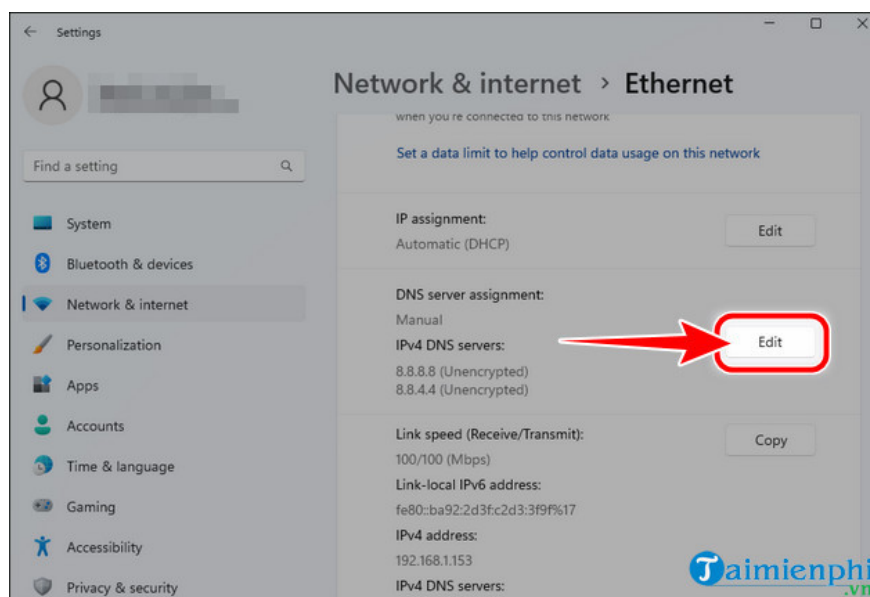 Settings
Network & internet > Ethernet
when you're connected to this network
Find a setting
Set a data limit to help control data usage on this network
System
Bluetooth & devices
Network & internet
Personalization
Apps
Accounts
Time & language
Gaming
Accessibility
Privacy & security
IP assignment:
Automatic (DHCP)
Edit
DNS server assignment:
Manual
IPv4 DNS servers:
8.8.8.8 (Unencrypted)
8.8.4.4 (Unencrypted)
Edit
Link speed (Receive/Transmit):
100/100 (Mbps)
Copy
Link-local IPv6 address:
fe80::ba92:2d3f:c2d3:3f9f%17
IPv4 address:
192.168.1.153
IPv4 DNS servers:
Taimienphi
.vn